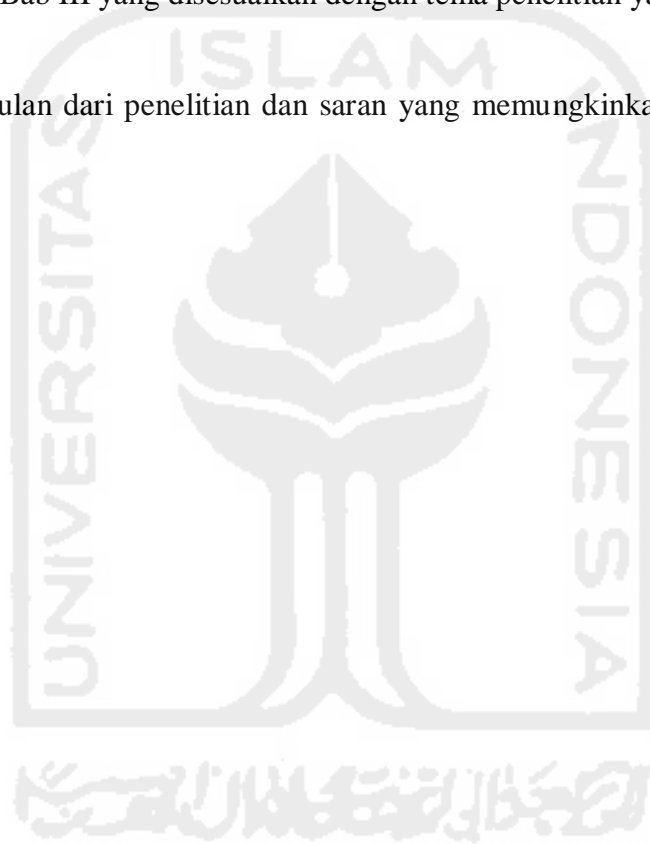 Bab III yang disesuaikan dengan tema penelitian
ulan dari penelitian dan saran yang memungkinka
ISLAM
UNIVERSITAS
INDONESIA